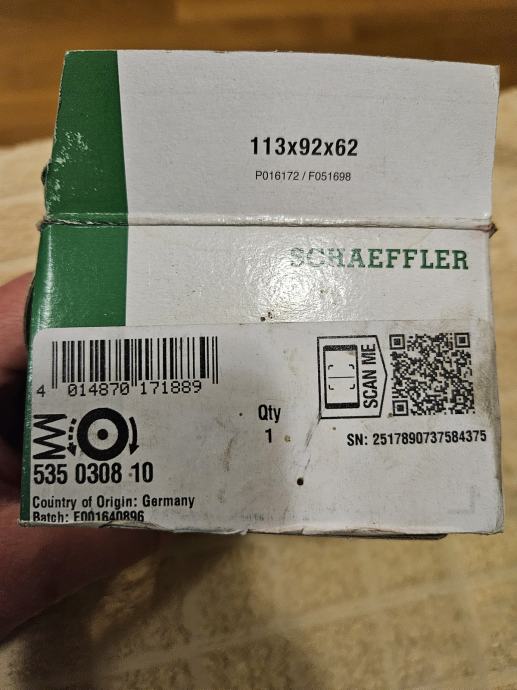 113x92x62
P016172 / F051698
SCHAEFFLER
4 014870 171889
SCAN ME
Qty
1
SN: 2517890737584375
535 0308 10
Country of Origin: Germany
Batch: E001640896